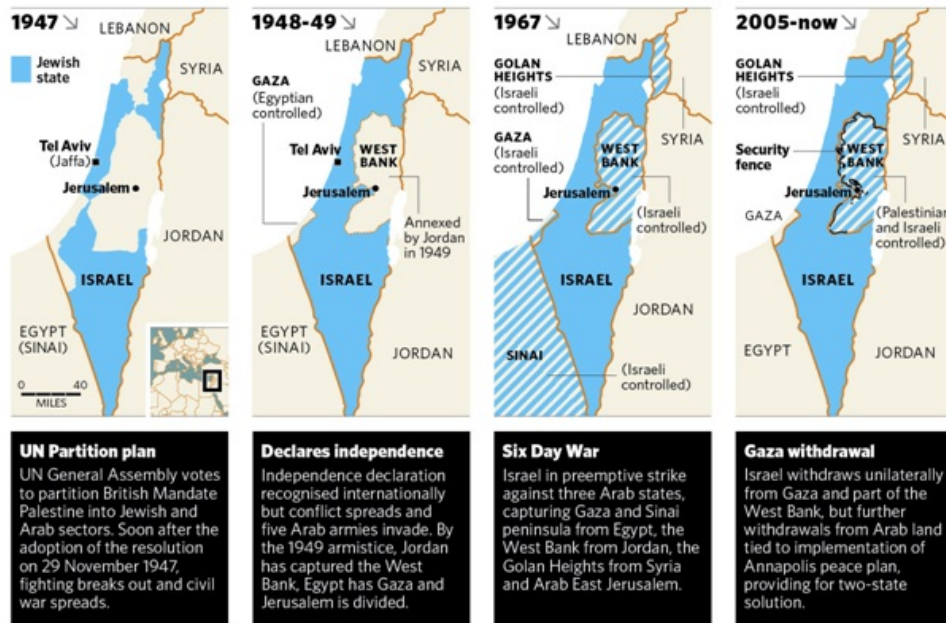 1947
LEBANON
SYRIA
Jewish
state
Tel Aviv
(Jaffa)
Jerusalem
JORDAN
ISRAEL
EGYPT
(SINAI)
0 40
MILES
UN Partition plan
UN General Assembly votes
to partition British Mandate
Palestine into Jewish and
Arab sectors. Soon after the
adoption of the resolution
on 29 November 1947,
fighting breaks out and civil
war spreads.
1948-49
LEBANON
SYRIA
GAZA
(Egyptian
controlled)
Tel Aviv
WEST
BANK
Jerusalem
Annexed
by Jordan
in 1949
ISRAEL
EGYPT
(SINAI)
JORDAN
Declares independence
Independence declaration
recognised internationally
but conflict spreads and
five Arab armies invade. By
the 1949 armistice, Jordan
has captured the West
Bank, Egypt has Gaza and
Jerusalem is divided.
1967
LEBANON
GOLAN
HEIGHTS
(Israeli
controlled)
SYRIA
GAZA
(Israeli
controlled)
WEST
BANK
Jerusalem
(Israeli
controlled)
ISRAEL
JORDAN
SINAI
(Israeli
controlled)
Six Day War
Israel in preemptive strike
against three Arab states,
capturing Gaza and Sinai
peninsula from Egypt, the
West Bank from Jordan, the
Golan Heights from Syria
and Arab East Jerusalem.
2005-now
LEBANON
GOLAN
HEIGHTS
(Israeli
controlled)
SYRIA
Security
fence
WEST
BANK
Jerusalem
GAZA
(Palestinian
and Israeli
controlled)
ISRAEL
EGYPT
JORDAN
Gaza withdrawal
Israel withdraws unilaterally
from Gaza and part of the
West Bank, but further
withdrawals from Arab land
tied to implementation of
Annapolis peace plan,
providing for two-state
solution.